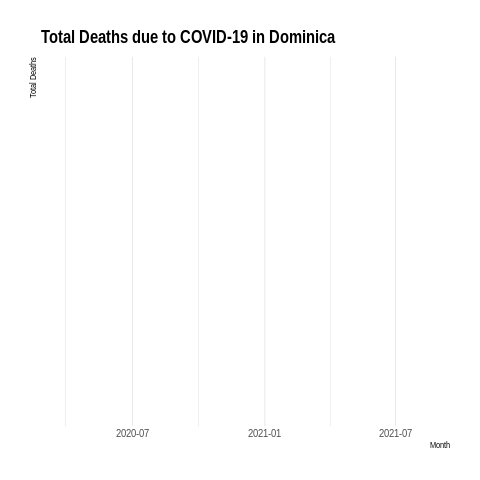 Total Deaths due to COVID-19 in Dominica
Total Deaths
2020-07
2021-01
2021-07
Month